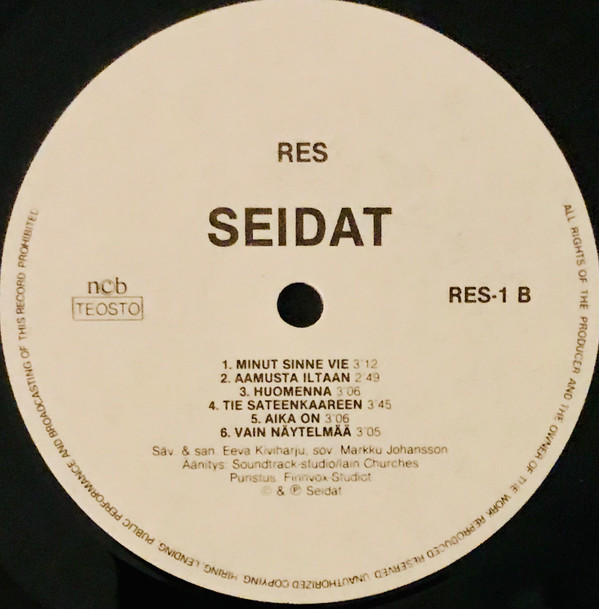 RES
SEIDAT
ncb
TEOSTO
RES-1 B
1. MINUT SINNE VIE 3'12
2. AAMUSTA ILTAAN 2'49
3. HUOMENNA 3'06
4. TIE SATEENKAAREEN 3'45
5. AIKA ON 3'06
6. VAIN NÄYTELMÄÄ 3'05
Säv. & san. Eeva Kiviharju, sov. Markku Johansson
Äänitys: Soundtrack-studio/Iain Churches
Puristus: Finnvox-Studiot
© & ℗ Seidat
ALL RIGHTS OF THE PRODUCER AND THE OWNER OF THE WORK REPRODUCED RESERVED UNAUTHORIZED COPYING HIRING LENDING PUBLIC PERFORMANCE AND BROADCASTING OF THIS RECORD PROHIBITED